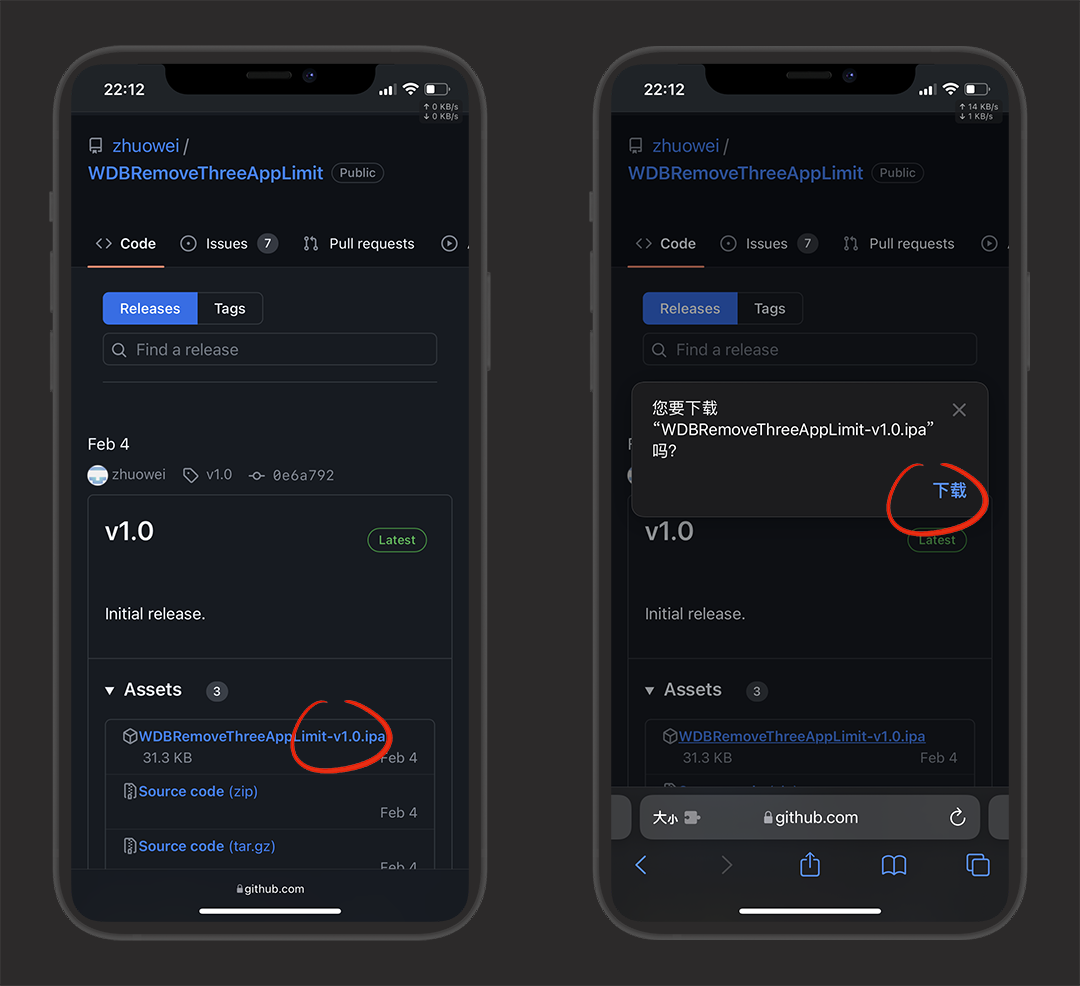 22:12
↑ 0 KB/s
↓ 0 KB/s
zhuowei /
WDBRemoveThreeAppLimit Public
Code Issues 7 Pull requests
Releases Tags
Find a release
Feb 4
zhuowei v1.0 0e6a792
v1.0 Latest
Initial release.
Assets 3
WDBRemoveThreeAppLimit-v1.0.ipa
31.3 KB Feb 4
Source code (zip)
Feb 4
Source code (tar.gz)
Feb 4
github.com
22:12
↑ 14 KB/s
↓ 1 KB/s
zhuowei /
WDBRemoveThreeAppLimit Public
Code Issues 7 Pull requests
Releases Tags
Find a release
您要下载
“WDBRemoveThreeAppLimit-v1.0.ipa”
吗?
下载
v1.0 Latest
Initial release.
Assets 3
WDBRemoveThreeAppLimit-v1.0.ipa
31.3 KB Feb 4
大小 github.com